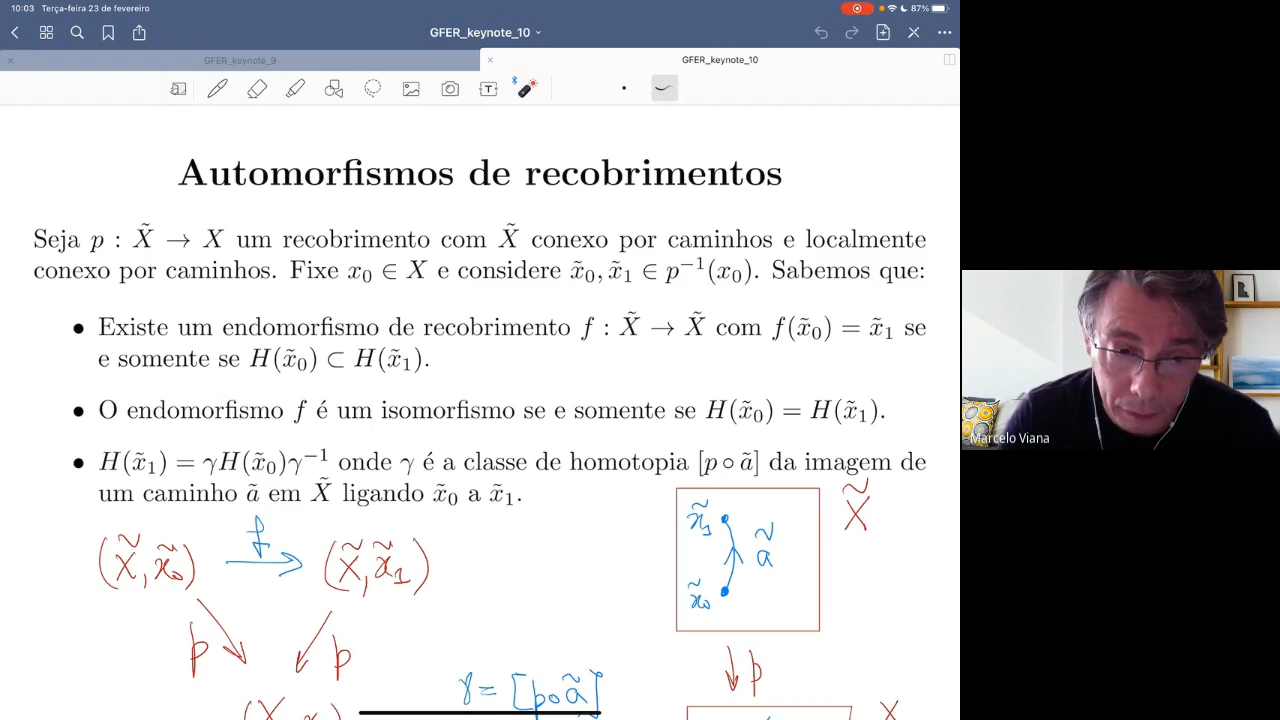 10:03 Terça-feira 23 de fevereiro
87%
GFER_keynote_10
GFER_keynote_9
GFER_keynote_10
T
Automorfismos de recobrimentos
Seja p : X̃ → X um recobrimento com X̃ conexo por caminhos e localmente
conexo por caminhos. Fixe x₀ ∈ X e considere x̃₀, x̃₁ ∈ p⁻¹(x₀). Sabemos que:
• Existe um endomorfismo de recobrimento f : X̃ → X̃ com f(x̃₀) = x̃₁ se
e somente se H(x̃₀) ⊂ H(x̃₁).
• O endomorfismo f é um isomorfismo se e somente se H(x̃₀) = H(x̃₁).
• H(x̃₁) = γH(x̃₀)γ⁻¹ onde γ é a classe de homotopia [p ∘ ã] da imagem de
um caminho ã em X̃ ligando x̃₀ a x̃₁.
X̃
x̃₁
ã
x̃₀
f
(X̃, x̃₀) → (X̃, x̃₁)
p
p
p
γ = [p∘ã]
X
Marcelo Viana